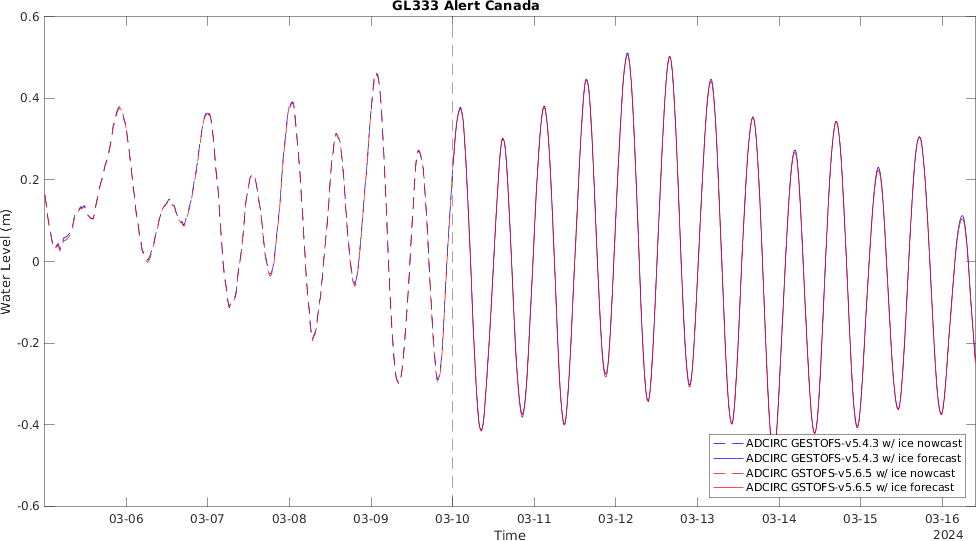 GL333 Alert Canada
0.6
0.4
0.2
0
-0.2
-0.4
-0.6
Water Level (m)
ADCIRC GESTOFS-v5.4.3 w/ ice nowcast
ADCIRC GESTOFS-v5.4.3 w/ ice forecast
ADCIRC GSTOFS-v5.6.5 w/ ice nowcast
ADCIRC GSTOFS-v5.6.5 w/ ice forecast
03-06 03-07 03-08 03-09 03-10 03-11 03-12 03-13 03-14 03-15 03-16
Time
2024